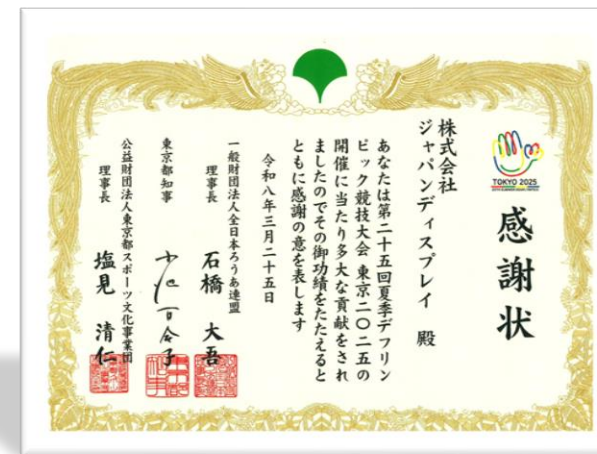 感謝状
TOKYO 2025
株式会社
ジャパンディスプレイ 殿
あなたは第二十五回夏季デフリン
ピック競技大会 東京二〇二五の
開催に当たり多大な貢献をされ
ましたのでその御功績をたたえると
ともに感謝の意を表します
令和八年三月二十五日
一般財団法人全日本ろうあ連盟
理事長 石橋 大吾
東京都知事 小池百合子
公益財団法人東京都スポーツ文化事業団
理事長 塩見 清仁